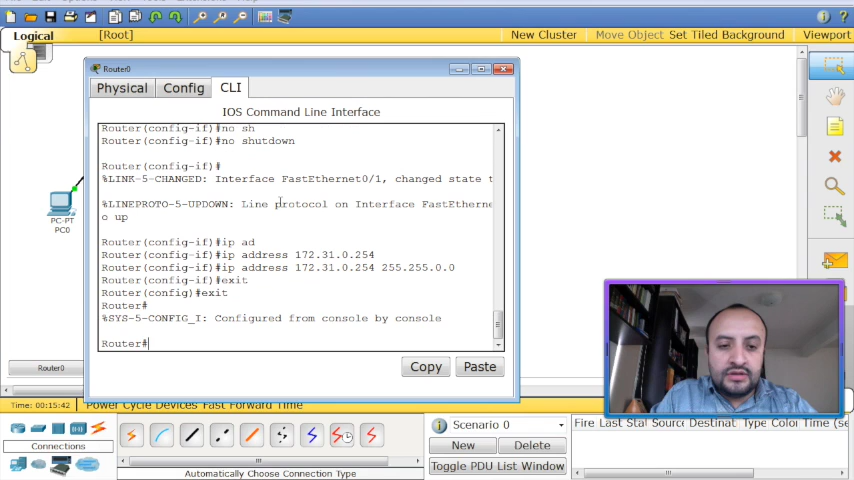 Logical
[Root]
New Cluster
Move Object
Set Tiled Background
Viewport
Router0
Physical
Config
CLI
IOS Command Line Interface
Router(config-if)#no sh
Router(config-if)#no shutdown
Router(config-if)#
%LINK-5-CHANGED: Interface FastEthernet0/1, changed state t
%LINEPROTO-5-UPDOWN: Line protocol on Interface FastEtherne
o up
Router(config-if)#ip ad
Router(config-if)#ip address 172.31.0.254
Router(config-if)#ip address 172.31.0.254 255.255.0.0
Router(config-if)#exit
Router(config)#exit
Router#
%SYS-5-CONFIG_I: Configured from console by console
Router#
Copy
Paste
PC-PT
PC0
Router0
Time: 00:15:42
Power Cycle Devices Fast Forward Time
Connections
Automatically Choose Connection Type
Scenario 0
New
Delete
Toggle PDU List Window
Fire Last Stat Source Destinat Type Color Time (se